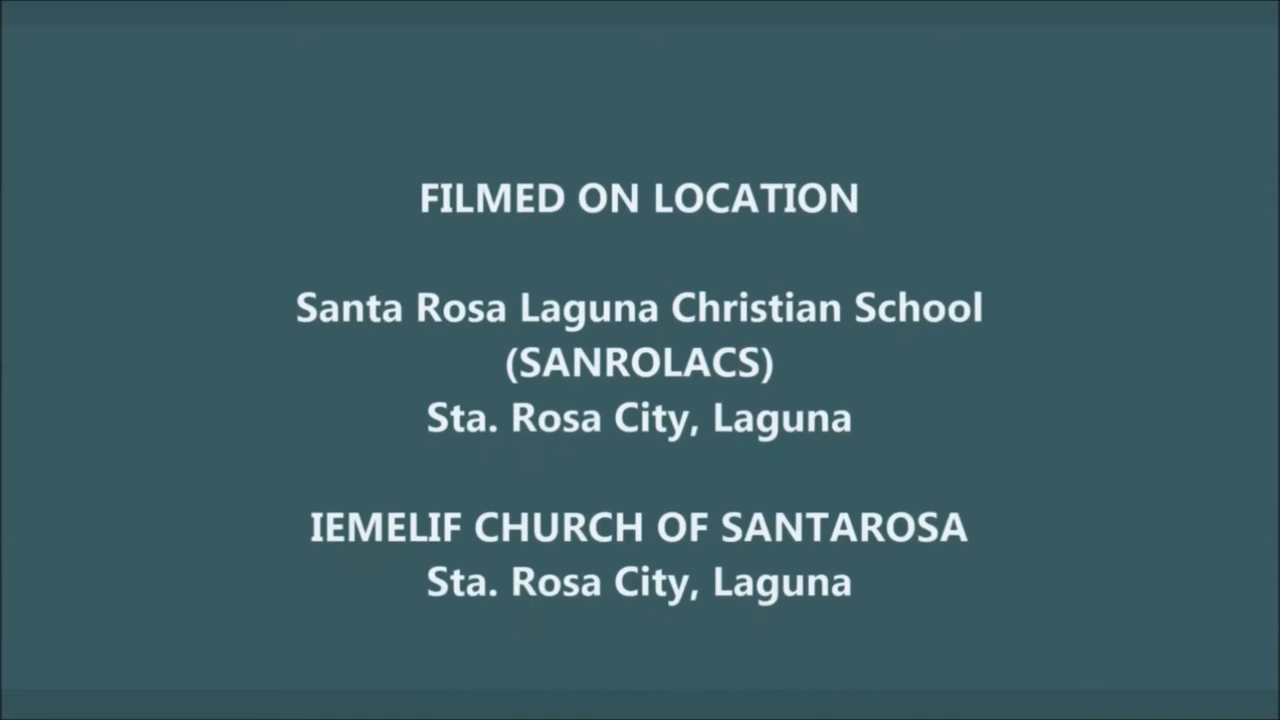 FILMED ON LOCATION
Santa Rosa Laguna Christian School
(SANROLACS)
Sta. Rosa City, Laguna
IEMELIF CHURCH OF SANTAROSA
Sta. Rosa City, Laguna